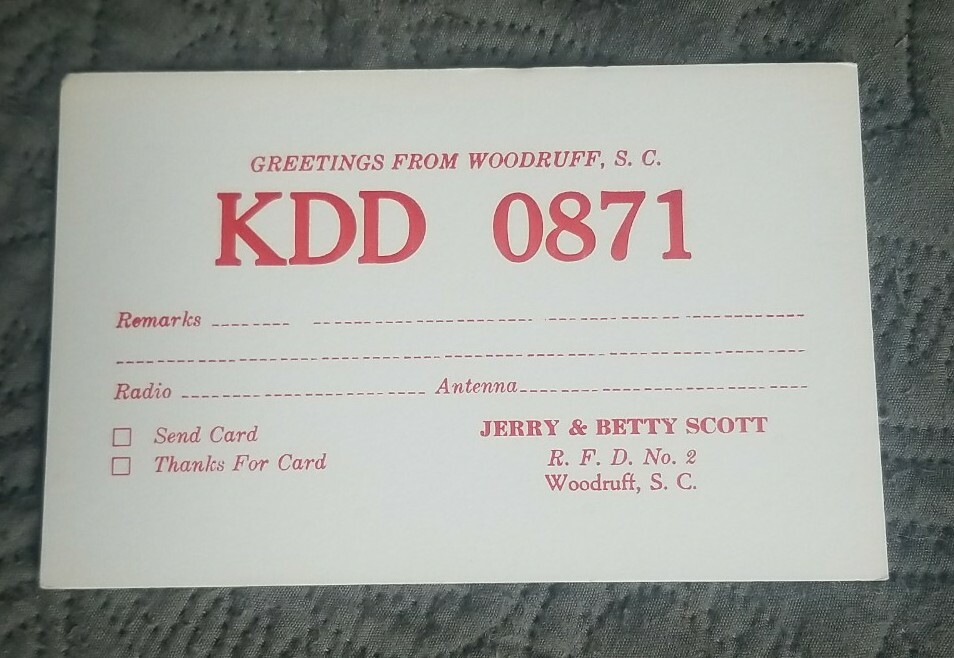 GREETINGS FROM WOODRUFF, S. C.
KDD 0871
Remarks
Radio Antenna
☐ Send Card
☐ Thanks For Card
JERRY & BETTY SCOTT
R. F. D. No. 2
Woodruff, S. C.